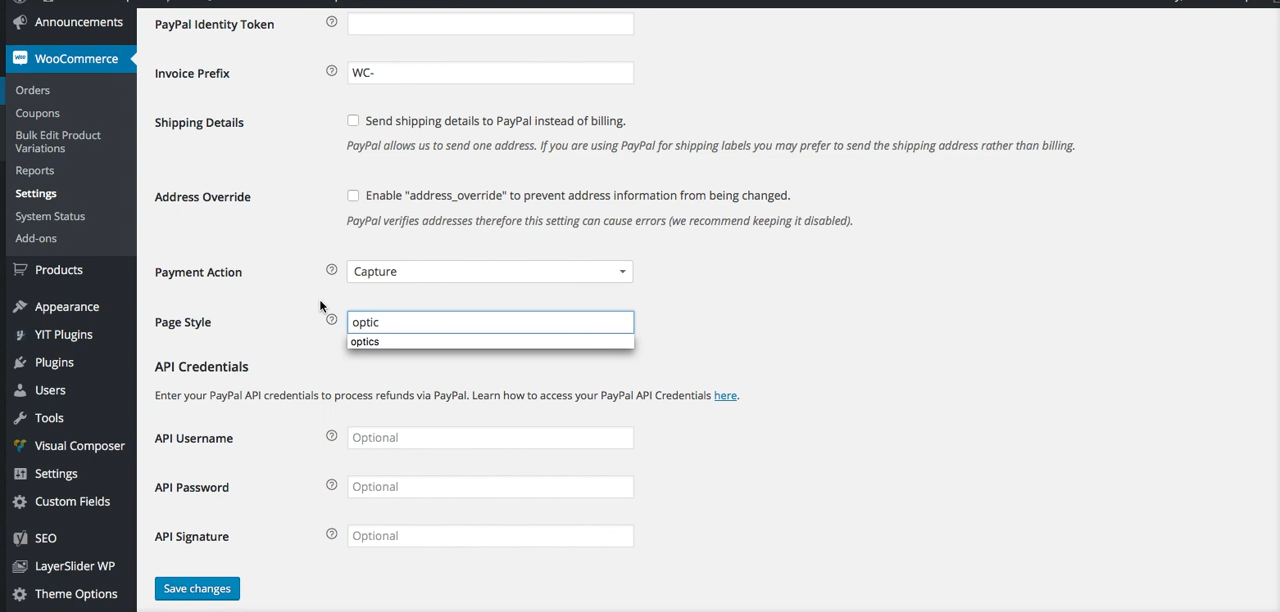 Announcements
WooCommerce
Orders
Coupons
Bulk Edit Product
Variations
Reports
Settings
System Status
Add-ons
Products
Appearance
YIT Plugins
Plugins
Users
Tools
Visual Composer
Settings
Custom Fields
SEO
LayerSlider WP
Theme Options
PayPal Identity Token
Invoice Prefix WC-
Shipping Details Send shipping details to PayPal instead of billing.
PayPal allows us to send one address. If you are using PayPal for shipping labels you may prefer to send the shipping address rather than billing.
Address Override Enable "address_override" to prevent address information from being changed.
PayPal verifies addresses therefore this setting can cause errors (we recommend keeping it disabled).
Payment Action Capture
Page Style optic
optics
API Credentials
Enter your PayPal API credentials to process refunds via PayPal. Learn how to access your PayPal API Credentials here.
API Username Optional
API Password Optional
API Signature Optional
Save changes